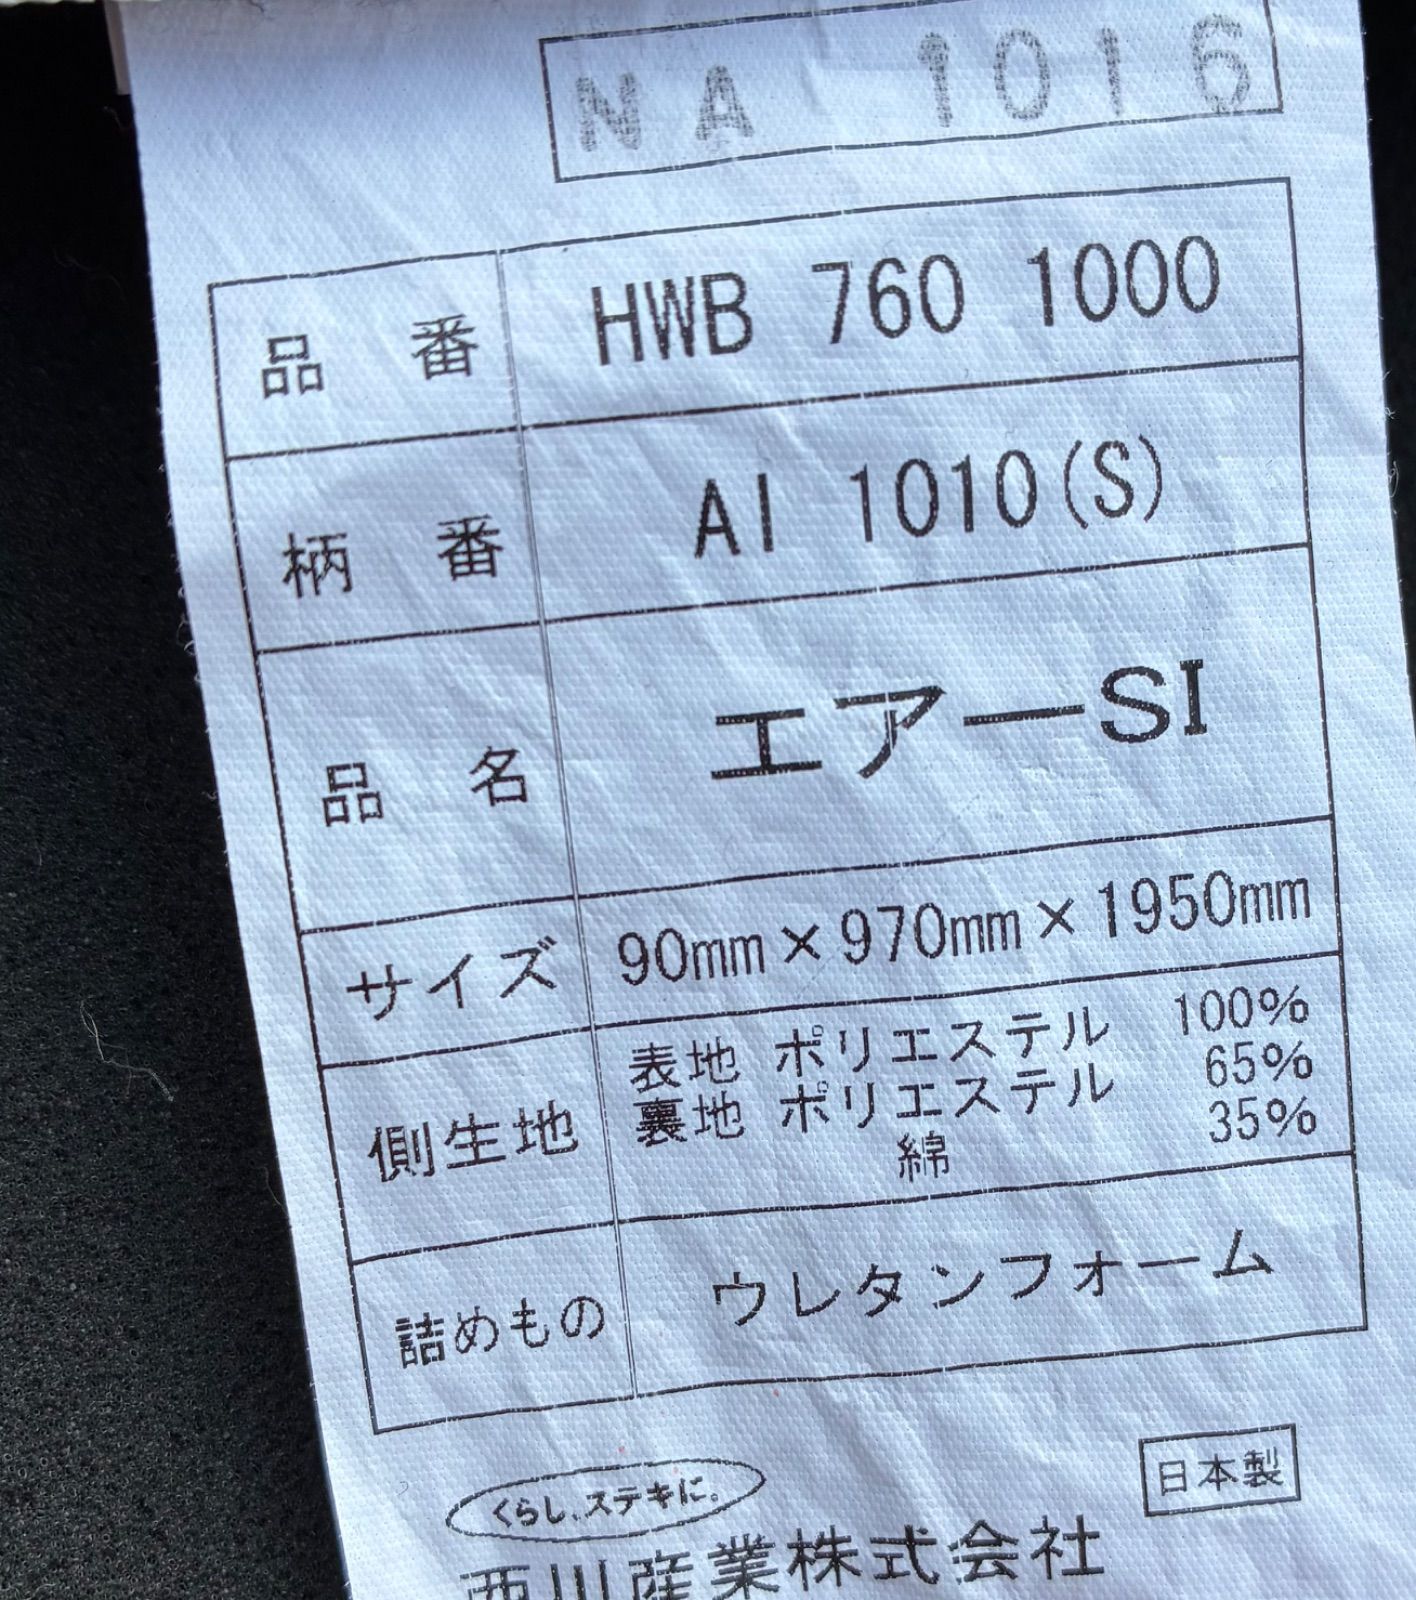 NA 1016
品番 HWB 760 1000
柄番 AI 1010(S)
品名 エアーSI
サイズ 90mm×970mm×1950mm
側生地 表地 ポリエステル 100%
裏地 ポリエステル 65%
綿 35%
詰めもの ウレタンフォーム
日本製
くらし、ステキに。
西川産業株式会社